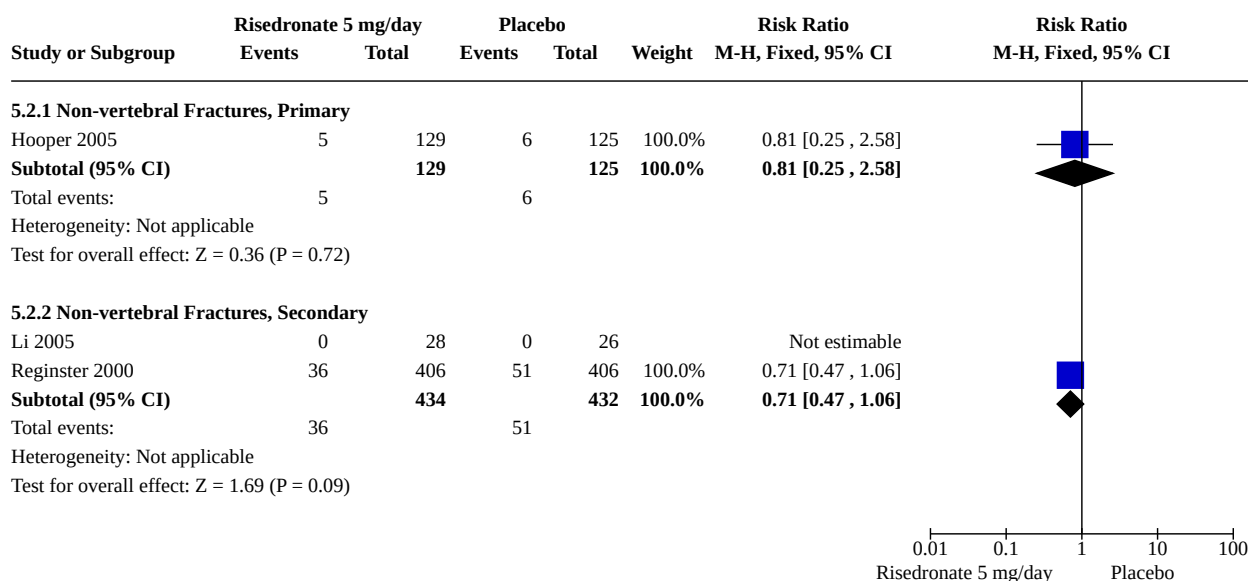 Risedronate 5 mg/day Placebo Risk Ratio Risk Ratio
Study or Subgroup Events Total Events Total Weight M-H, Fixed, 95% CI M-H, Fixed, 95% CI
5.2.1 Non-vertebral Fractures, Primary
Hooper 2005 5 129 6 125 100.0% 0.81 [0.25 , 2.58]
Subtotal (95% CI) 129 125 100.0% 0.81 [0.25 , 2.58]
Total events: 5 6
Heterogeneity: Not applicable
Test for overall effect: Z = 0.36 (P = 0.72)
5.2.2 Non-vertebral Fractures, Secondary
Li 2005 0 28 0 26 Not estimable
Reginster 2000 36 406 51 406 100.0% 0.71 [0.47 , 1.06]
Subtotal (95% CI) 434 432 100.0% 0.71 [0.47 , 1.06]
Total events: 36 51
Heterogeneity: Not applicable
Test for overall effect: Z = 1.69 (P = 0.09)
0.01 0.1 1 10 100
Risedronate 5 mg/day Placebo